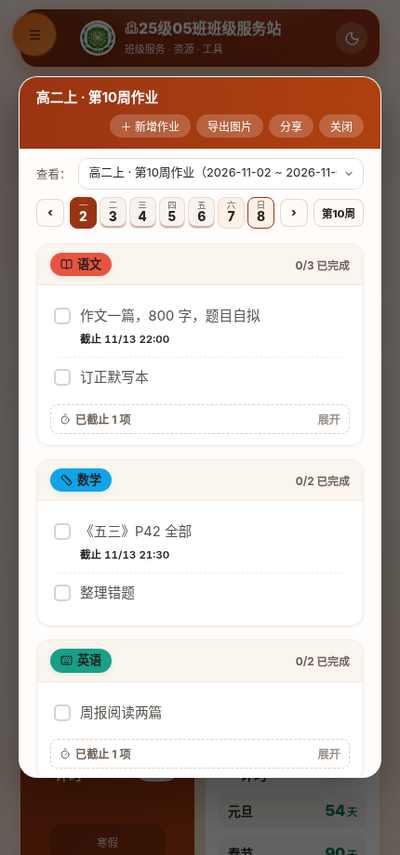 25级05班班级服务站
班级服务 · 资源 · 工具
高二上 · 第10周作业
＋ 新增作业
导出图片
分享
关闭
查看：
高二上 · 第10周作业（2026-11-02 ~ 2026-11-
‹
一
2
二
3
三
4
四
5
五
6
六
7
日
8
›
第10周
语文
0/3 已完成
作文一篇，800 字，题目自拟
截止 11/13 22:00
订正默写本
已截止 1 项
展开
数学
0/2 已完成
《五三》P42 全部
截止 11/13 21:30
整理错题
英语
0/2 已完成
周报阅读两篇
已截止 1 项
展开
寒假
元旦
54天
春节
90天